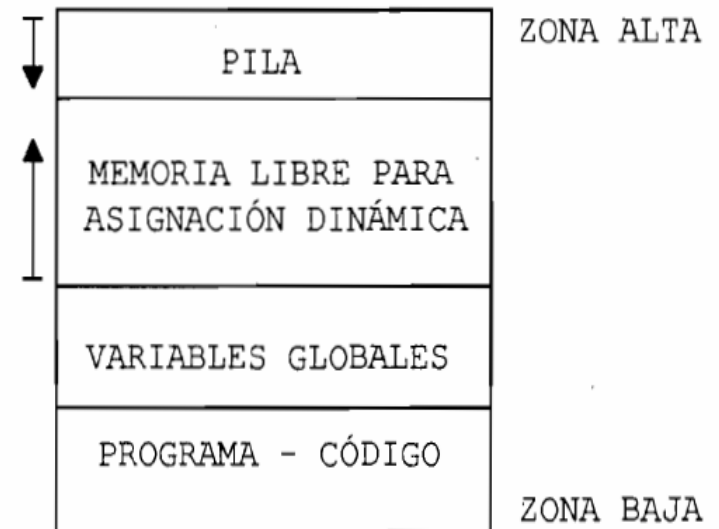 ZONA ALTA
PILA
MEMORIA LIBRE PARA
ASIGNACIÓN DINÁMICA
VARIABLES GLOBALES
PROGRAMA - CÓDIGO
ZONA BAJA